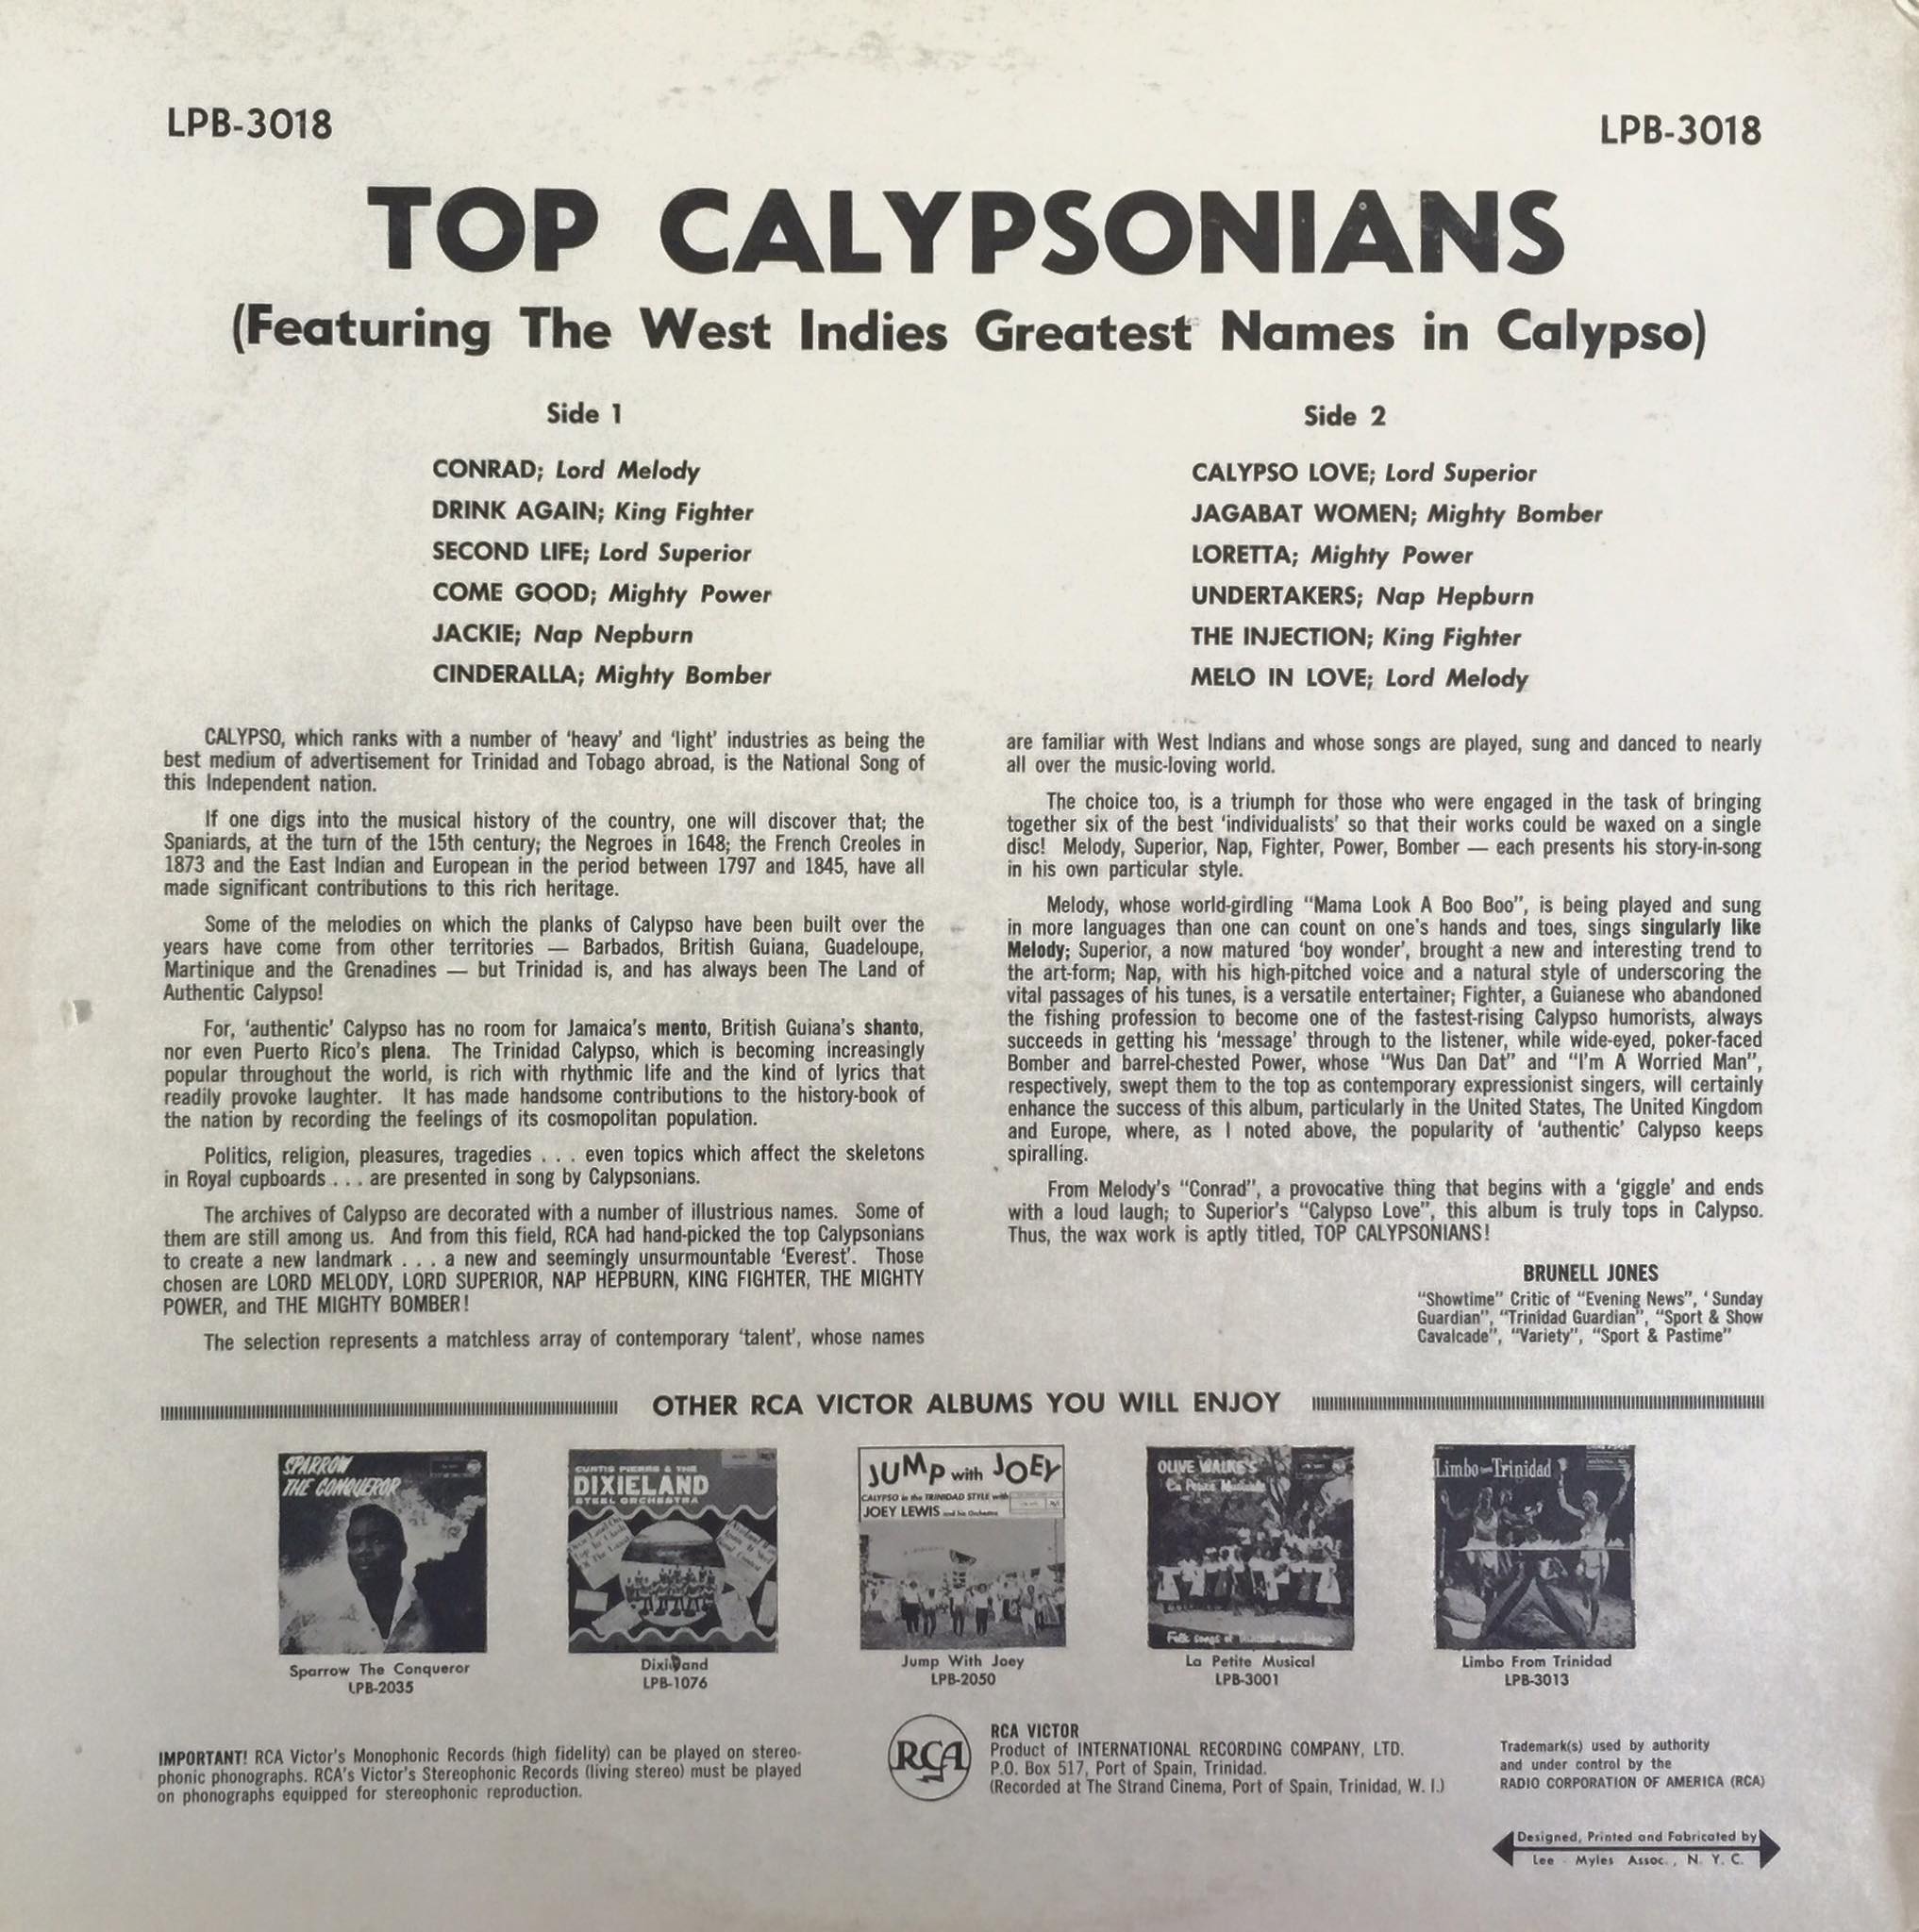 LPB-3018
LPB-3018
TOP CALYPSONIANS
(Featuring The West Indies Greatest Names in Calypso)
Side 1
CONRAD; Lord Melody
DRINK AGAIN; King Fighter
SECOND LIFE; Lord Superior
COME GOOD; Mighty Power
JACKIE; Nap Nepburn
CINDERALLA; Mighty Bomber
Side 2
CALYPSO LOVE; Lord Superior
JAGABAT WOMEN; Mighty Bomber
LORETTA; Mighty Power
UNDERTAKERS; Nap Hepburn
THE INJECTION; King Fighter
MELO IN LOVE; Lord Melody
CALYPSO, which ranks with a number of 'heavy' and 'light' industries as being the
best medium of advertisement for Trinidad and Tobago abroad, is the National Song of
this Independent nation.
If one digs into the musical history of the country, one will discover that; the
Spaniards, at the turn of the 15th century; the Negroes in 1648; the French Creoles in
1873 and the East Indian and European in the period between 1797 and 1845, have all
made significant contributions to this rich heritage.
Some of the melodies on which the planks of Calypso have been built over the
years have come from other territories — Barbados, British Guiana, Guadeloupe,
Martinique and the Grenadines — but Trinidad is, and has always been The Land of
Authentic Calypso!
For, 'authentic' Calypso has no room for Jamaica's mento, British Guiana's shanto,
nor even Puerto Rico's plena. The Trinidad Calypso, which is becoming increasingly
popular throughout the world, is rich with rhythmic life and the kind of lyrics that
readily provoke laughter. It has made handsome contributions to the history-book of
the nation by recording the feelings of its cosmopolitan population.
Politics, religion, pleasures, tragedies . . . even topics which affect the skeletons
in Royal cupboards . . . are presented in song by Calypsonians.
The archives of Calypso are decorated with a number of illustrious names. Some of
them are still among us. And from this field, RCA had hand-picked the top Calypsonians
to create a new landmark . . . a new and seemingly unsurmountable 'Everest'. Those
chosen are LORD MELODY, LORD SUPERIOR, NAP HEPBURN, KING FIGHTER, THE MIGHTY
POWER, and THE MIGHTY BOMBER!
The selection represents a matchless array of contemporary 'talent', whose names
are familiar with West Indians and whose songs are played, sung and danced to nearly
all over the music-loving world.
The choice too, is a triumph for those who were engaged in the task of bringing
together six of the best 'individualists' so that their works could be waxed on a single
disc! Melody, Superior, Nap, Fighter, Power, Bomber — each presents his story-in-song
in his own particular style.
Melody, whose world-girdling "Mama Look A Boo Boo", is being played and sung
in more languages than one can count on one's hands and toes, sings singularly like
Melody; Superior, a now matured 'boy wonder', brought a new and interesting trend to
the art-form; Nap, with his high-pitched voice and a natural style of underscoring the
vital passages of his tunes, is a versatile entertainer; Fighter, a Guianese who abandoned
the fishing profession to become one of the fastest-rising Calypso humorists, always
succeeds in getting his 'message' through to the listener, while wide-eyed, poker-faced
Bomber and barrel-chested Power, whose "Wus Dan Dat" and "I'm A Worried Man",
respectively, swept them to the top as contemporary expressionist singers, will certainly
enhance the success of this album, particularly in the United States, The United Kingdom
and Europe, where, as I noted above, the popularity of 'authentic' Calypso keeps
spiralling.
From Melody's "Conrad", a provocative thing that begins with a 'giggle' and ends
with a loud laugh; to Superior's "Calypso Love", this album is truly tops in Calypso.
Thus, the wax work is aptly titled, TOP CALYPSONIANS!
BRUNELL JONES
"Showtime" Critic of "Evening News", ' Sunday
Guardian", "Trinidad Guardian", "Sport & Show
Cavalcade", "Variety", "Sport & Pastime"
OTHER RCA VICTOR ALBUMS YOU WILL ENJOY
SPARROW
THE CONQUEROR
Sparrow The Conqueror
LPB-2035
CURTIS PIERRE & THE
DIXIELAND
STEEL ORCHESTRA
Dixieland
LPB-1076
JUMP with JOEY
CALYPSO in the TRINIDAD STYLE with
JOEY LEWIS and his Orchestra
Jump With Joey
LPB-2050
OLIVE WALKE'S
La Petite Musicale
Folk songs of Trinidad and Tobago
La Petite Musical
LPB-3001
Limbo from Trinidad
Limbo From Trinidad
LPB-3013
IMPORTANT! RCA Victor's Monophonic Records (high fidelity) can be played on stereo-
phonic phonographs. RCA's Victor's Stereophonic Records (living stereo) must be played
on phonographs equipped for stereophonic reproduction.
RCA
RCA VICTOR
Product of INTERNATIONAL RECORDING COMPANY, LTD.
P.O. Box 517, Port of Spain, Trinidad.
(Recorded at The Strand Cinema, Port of Spain, Trinidad, W. I.)
Trademark(s) used by authority
and under control by the
RADIO CORPORATION OF AMERICA (RCA)
Designed, Printed and Fabricated by
Lee - Myles Assoc., N. Y. C.